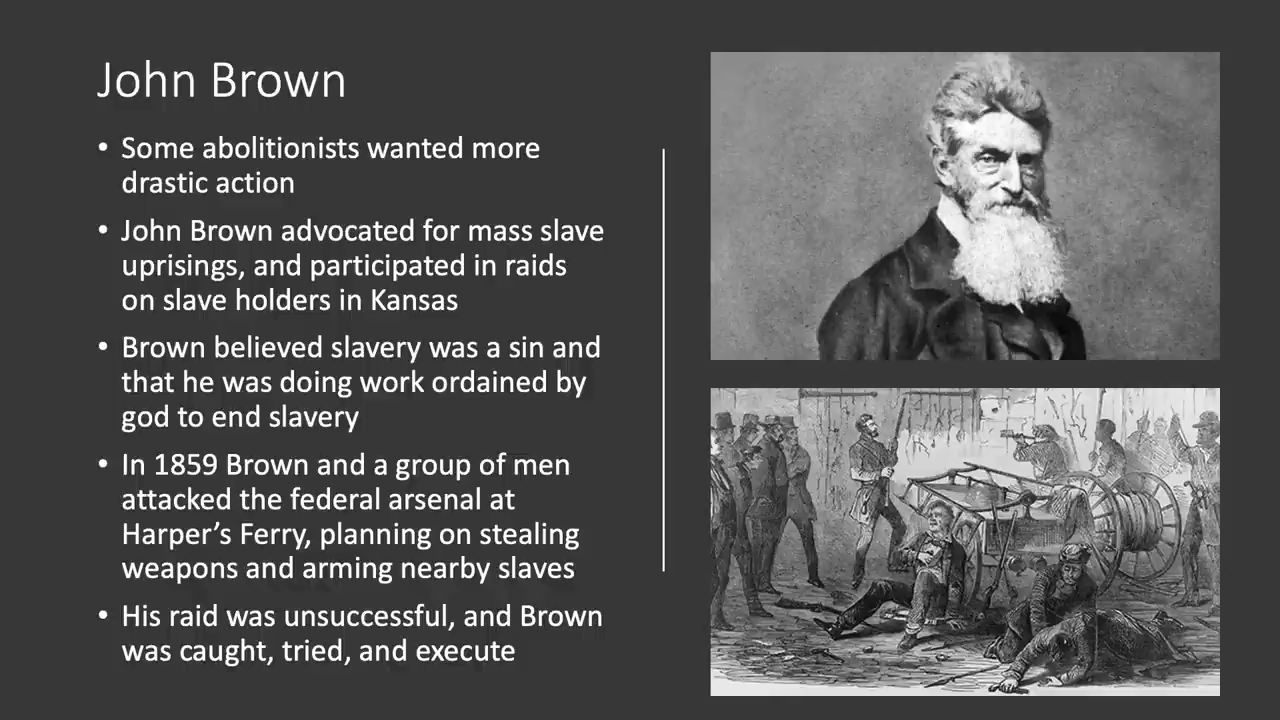 John Brown
• Some abolitionists wanted more
drastic action
• John Brown advocated for mass slave
uprisings, and participated in raids
on slave holders in Kansas
• Brown believed slavery was a sin and
that he was doing work ordained by
god to end slavery
• In 1859 Brown and a group of men
attacked the federal arsenal at
Harper’s Ferry, planning on stealing
weapons and arming nearby slaves
• His raid was unsuccessful, and Brown
was caught, tried, and execute